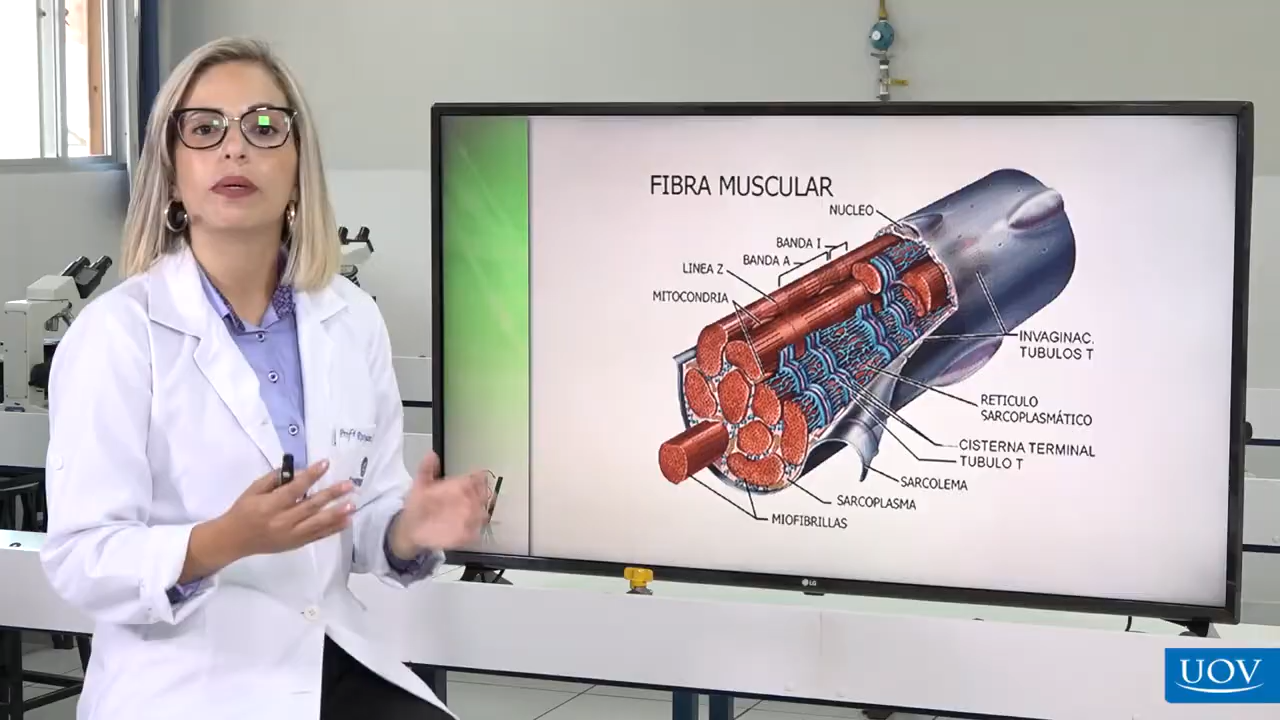 FIBRA MUSCULAR
NUCLEO
BANDA I
BANDA A
LINEA Z
MITOCONDRIA
INVAGINAC.
TUBULOS T
RETICULO
SARCOPLASMÁTICO
CISTERNA TERMINAL
TUBULO T
SARCOLEMA
SARCOPLASMA
MIOFIBRILLAS
LG
UOV